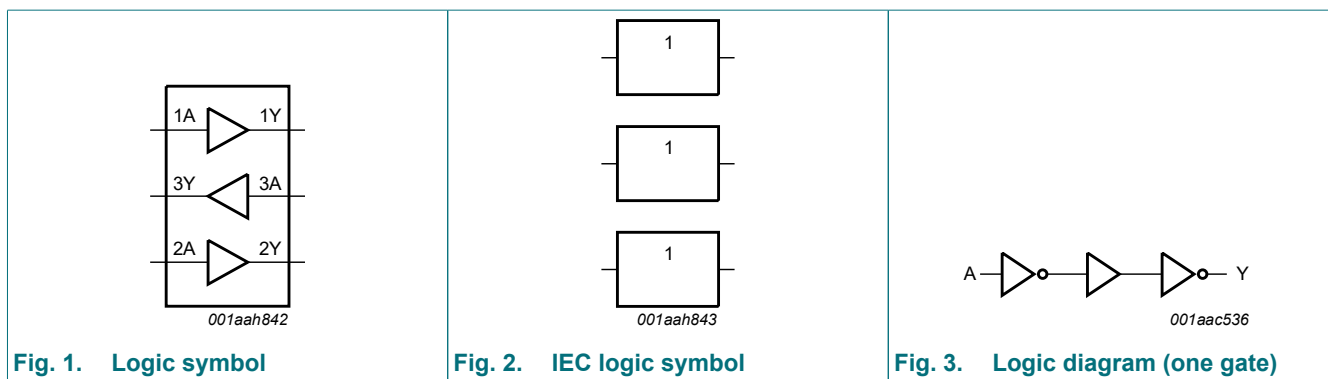 1A 1Y
3Y 3A
2A 2Y
001aah842
Fig. 1. Logic symbol
1
1
1
001aah843
Fig. 2. IEC logic symbol
A Y
001aac536
Fig. 3. Logic diagram (one gate)